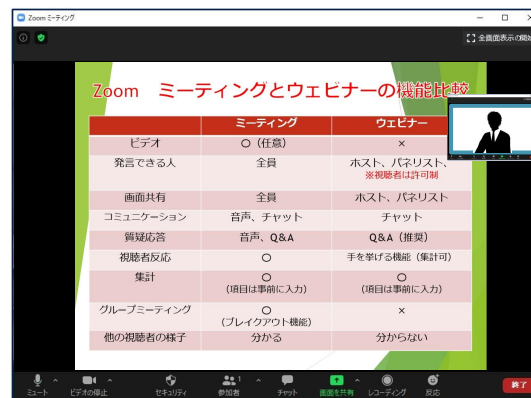 Zoom ミーティング
全画面表示の開始
Zoom ミーティングとウェビナーの機能比較
ミーティング ウェビナー
ビデオ 〇（任意） ×
発言できる人 全員 ホスト、パネリスト、
※視聴者は許可制
画面共有 全員 ホスト、パネリスト
コミュニケーション 音声、チャット チャット
質疑応答 音声、Q&A Q&A（推奨）
視聴者反応 〇 手を挙げる機能（集計可）
集計 〇 〇
（項目は事前に入力） （項目は事前に入力）
グループミーティング 〇 ×
（ブレイクアウト機能）
他の視聴者の様子 分かる 分からない
ミュート ビデオの停止 セキュリティ 参加者 1 チャット 画面を共有 レコーディング 反応 終了